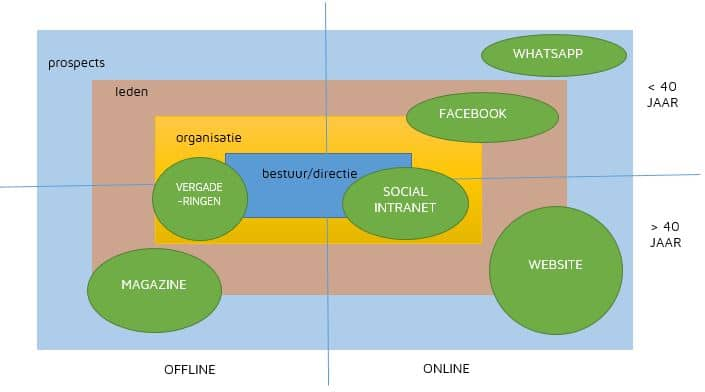 WHATSAPP
prospects
< 40
JAAR
leden
FACEBOOK
organisatie
bestuur/directie
VERGADE
-RINGEN
SOCIAL
INTRANET
> 40
JAAR
WEBSITE
MAGAZINE
OFFLINE
ONLINE